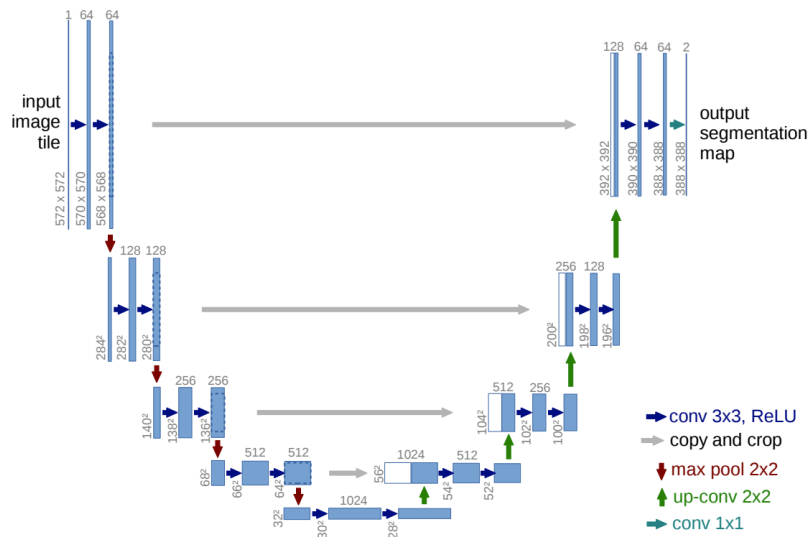 1 64 64
input
image
tile
572 x 572
570 x 570
568 x 568
128 64 64 2
output
segmentation
map
392 x 392
390 x 390
388 x 388
388 x 388
128 128
284²
282²
280²
256 128
200²
198²
196²
256 256
140²
138²
136²
512 256
104²
102²
100²
512 512
68²
66²
64²
1024 512
56²
54²
52²
1024
32²
30²
28²
conv 3x3, ReLU
copy and crop
max pool 2x2
up-conv 2x2
conv 1x1